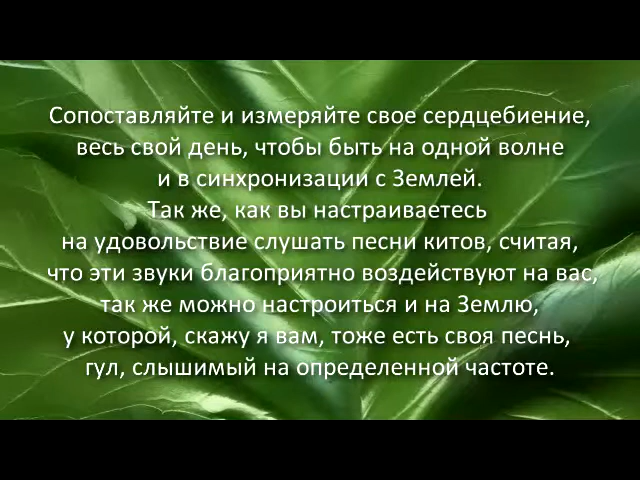 Сопоставляйте и измеряйте свое сердцебиение,
весь свой день, чтобы быть на одной волне
и в синхронизации с Землей.
Так же, как вы настраиваетесь
на удовольствие слушать песни китов, считая,
что эти звуки благоприятно воздействуют на вас,
так же можно настроиться и на Землю,
у которой, скажу я вам, тоже есть своя песнь,
гул, слышимый на определенной частоте.